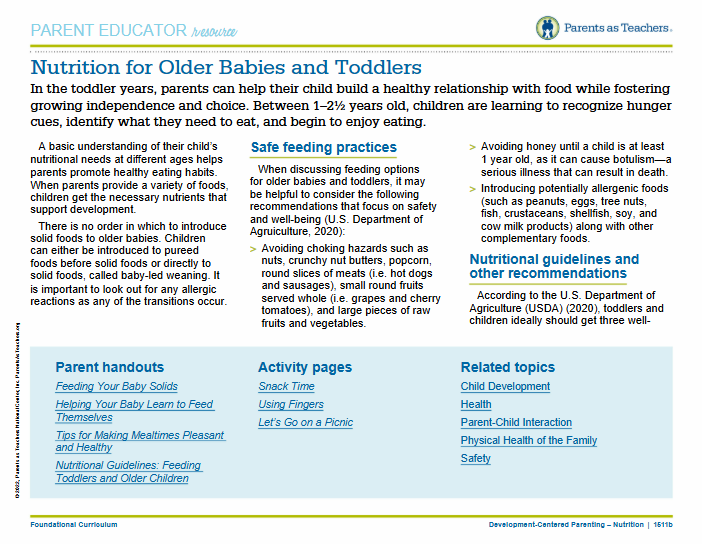 PARENT EDUCATOR resource
Parents as Teachers®
Nutrition for Older Babies and Toddlers
In the toddler years, parents can help their child build a healthy relationship with food while fostering
growing independence and choice. Between 1–2½ years old, children are learning to recognize hunger
cues, identify what they need to eat, and begin to enjoy eating.
A basic understanding of their child's
nutritional needs at different ages helps
parents promote healthy eating habits.
When parents provide a variety of foods,
children get the necessary nutrients that
support development.
There is no order in which to introduce
solid foods to older babies. Children
can either be introduced to pureed
foods before solid foods or directly to
solid foods, called baby-led weaning. It
is important to look out for any allergic
reactions as any of the transitions occur.
Safe feeding practices
When discussing feeding options
for older babies and toddlers, it may
be helpful to consider the following
recommendations that focus on safety
and well-being (U.S. Department of
Agruiculture, 2020):
> Avoiding choking hazards such as
nuts, crunchy nut butters, popcorn,
round slices of meats (i.e. hot dogs
and sausages), small round fruits
served whole (i.e. grapes and cherry
tomatoes), and large pieces of raw
fruits and vegetables.
> Avoiding honey until a child is at least
1 year old, as it can cause botulism—a
serious illness that can result in death.
> Introducing potentially allergenic foods
(such as peanuts, eggs, tree nuts,
fish, crustaceans, shellfish, soy, and
cow milk products) along with other
complementary foods.
Nutritional guidelines and
other recommendations
According to the U.S. Department of
Agriculture (USDA) (2020), toddlers and
children ideally should get three well-
Parent handouts
Feeding Your Baby Solids
Helping Your Baby Learn to Feed
Themselves
Tips for Making Mealtimes Pleasant
and Healthy
Nutritional Guidelines: Feeding
Toddlers and Older Children
Activity pages
Snack Time
Using Fingers
Let's Go on a Picnic
Related topics
Child Development
Health
Parent-Child Interaction
Physical Health of the Family
Safety
© 2022, Parents as Teachers National Center, Inc. ParentsAsTeachers.org
Foundational Curriculum
Development-Centered Parenting – Nutrition | 1511b